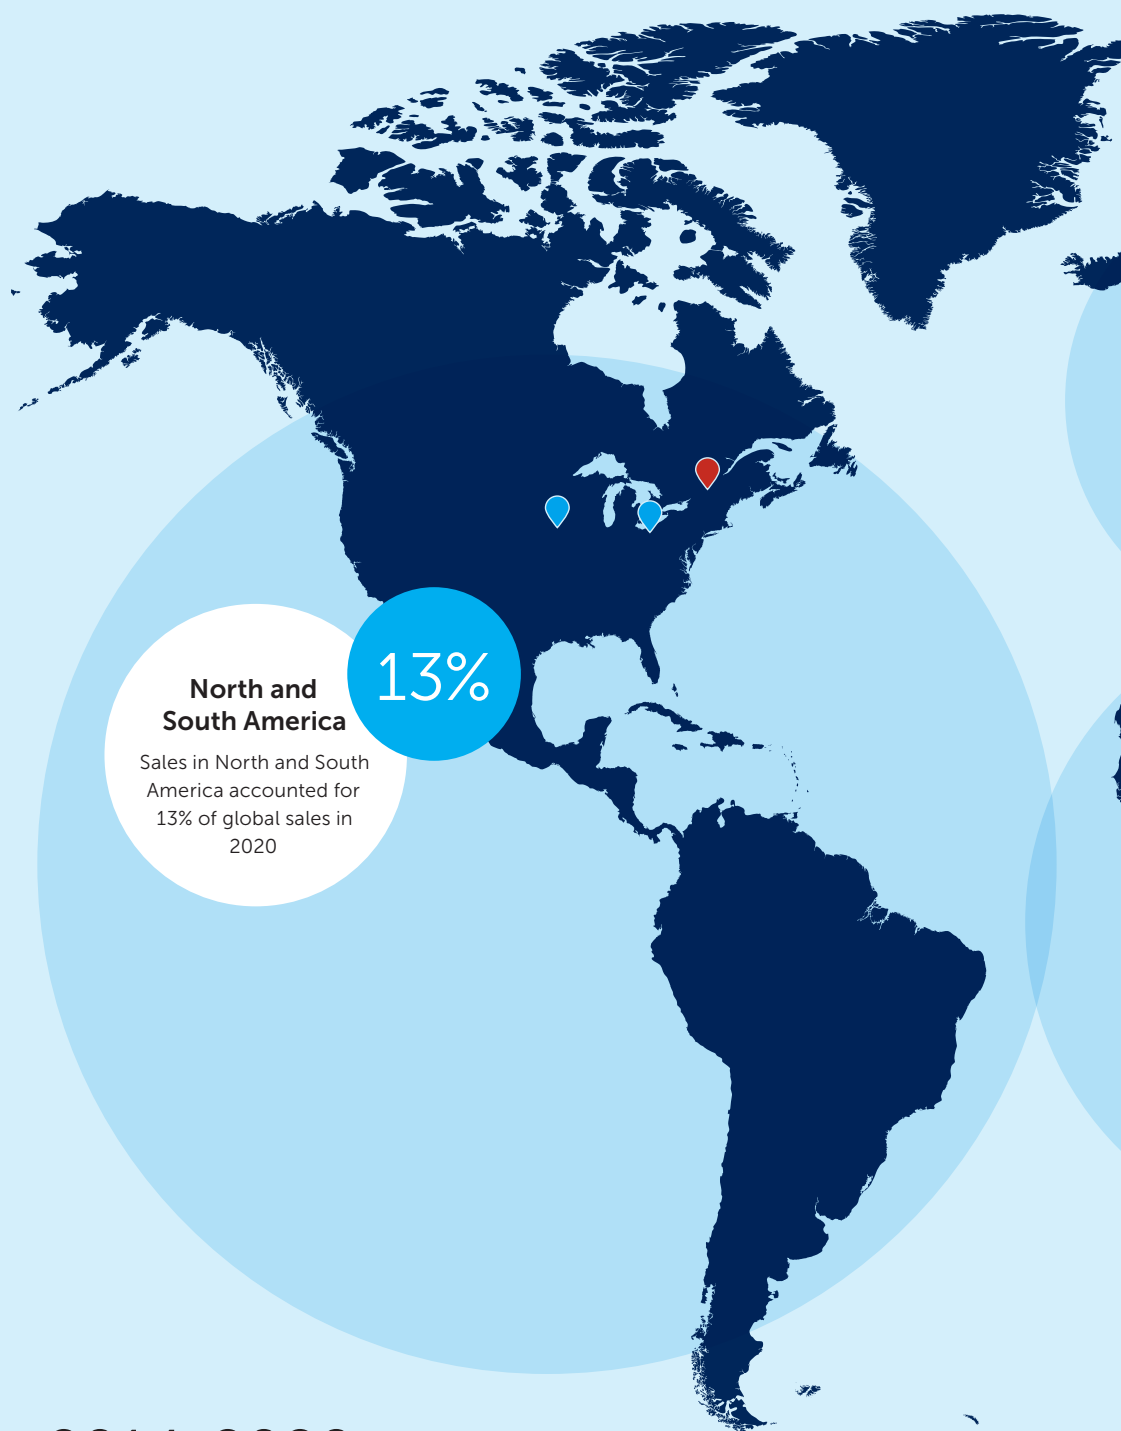 13%
North and
South America
Sales in North and South
America accounted for
13% of global sales in
2020